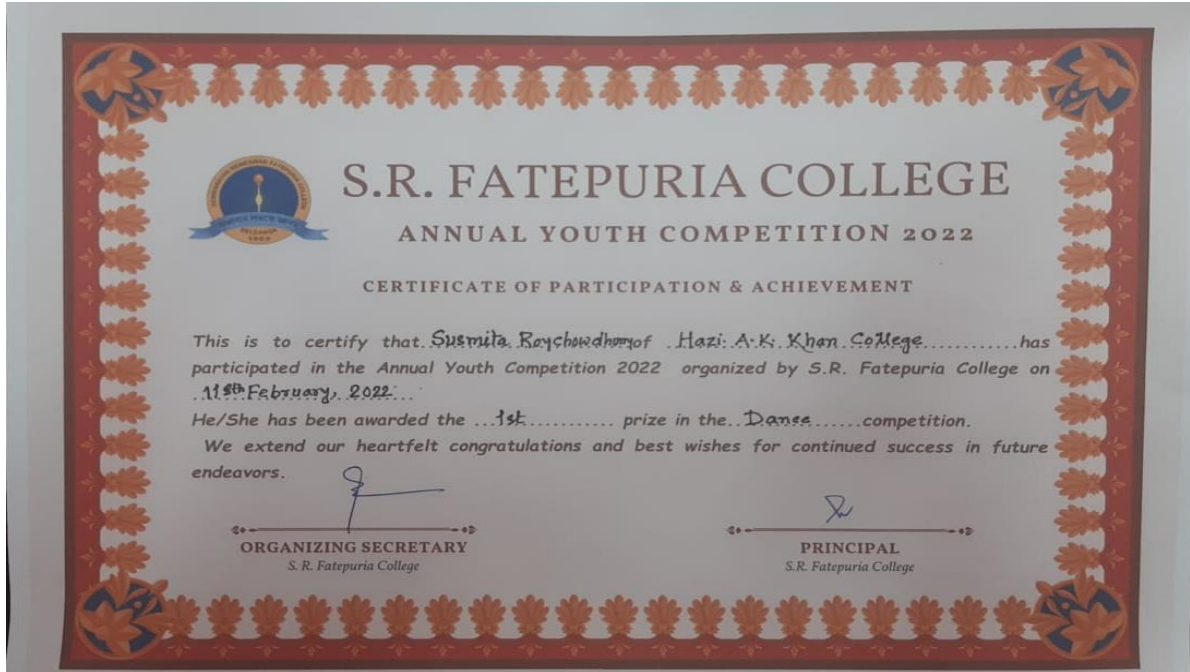 S.R. FATEPURIA COLLEGE
ANNUAL YOUTH COMPETITION 2022
CERTIFICATE OF PARTICIPATION & ACHIEVEMENT
This is to certify that Susmita Roychowdhury of Hazi A.K. Khan College has
participated in the Annual Youth Competition 2022 organized by S.R. Fatepuria College on
11th February, 2022
He/She has been awarded the 1st prize in the Dance competition.
We extend our heartfelt congratulations and best wishes for continued success in future
endeavors.
ORGANIZING SECRETARY
S. R. Fatepuria College
PRINCIPAL
S.R. Fatepuria College